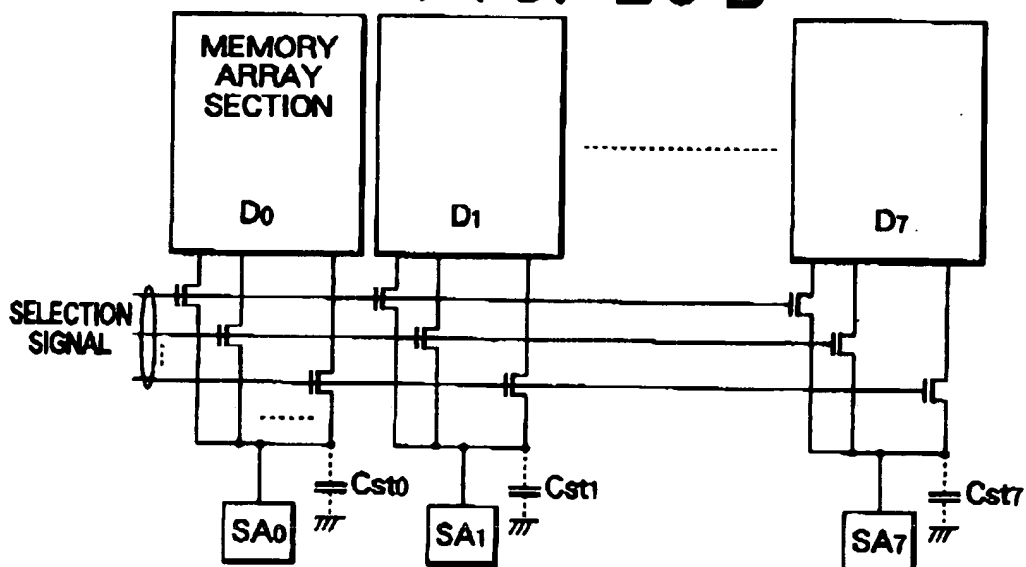 MEMORY
ARRAY
SECTION
D0
D1
D7
SELECTION
SIGNAL
Cst0
Cst1
Cst7
SA0
SA1
SA7